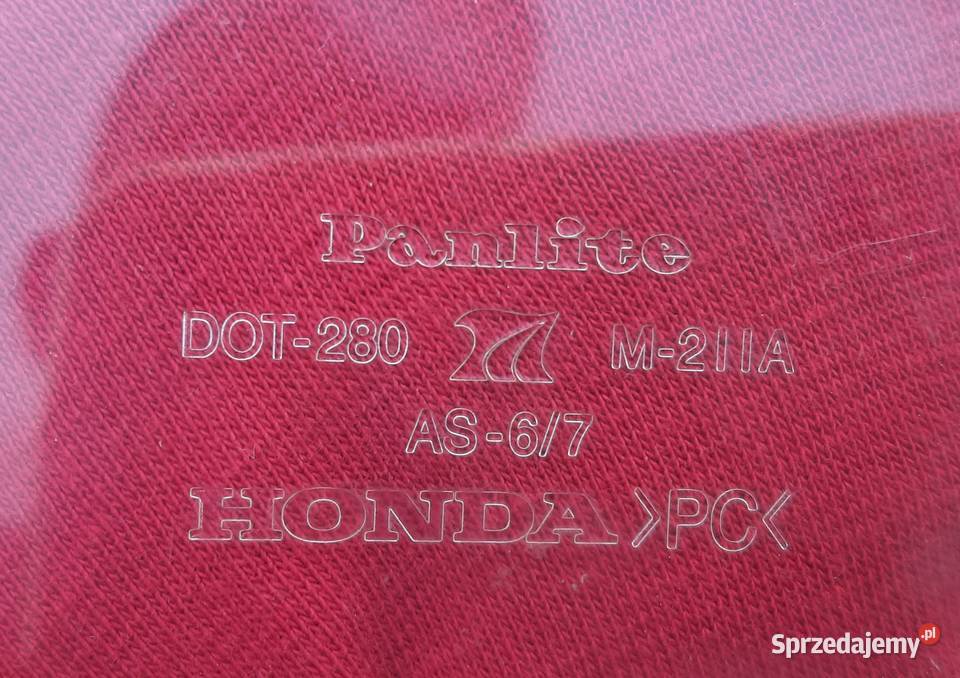 Panlite
DOT-280 M-211A
AS-6/7
HONDA >PC<
Sprzedajemy.pl